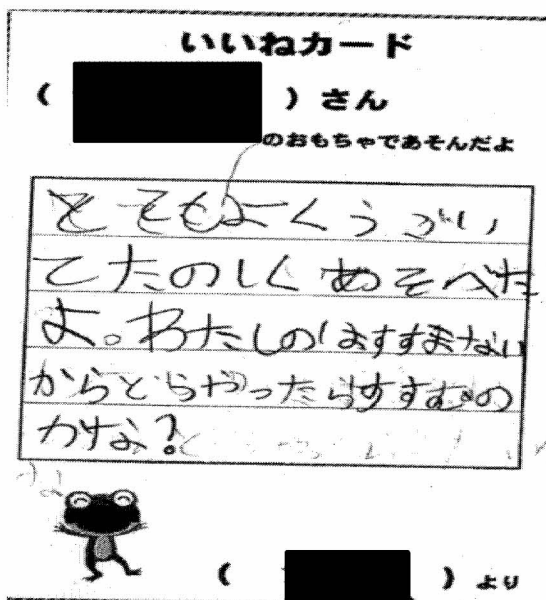 いいねカード
( ) さん
のおもちゃであそんだよ
とてもよくうごい
てたのしくあそべた
よ。わたしのはすすまない
からどうやったらすすむの
かな?
( ) より